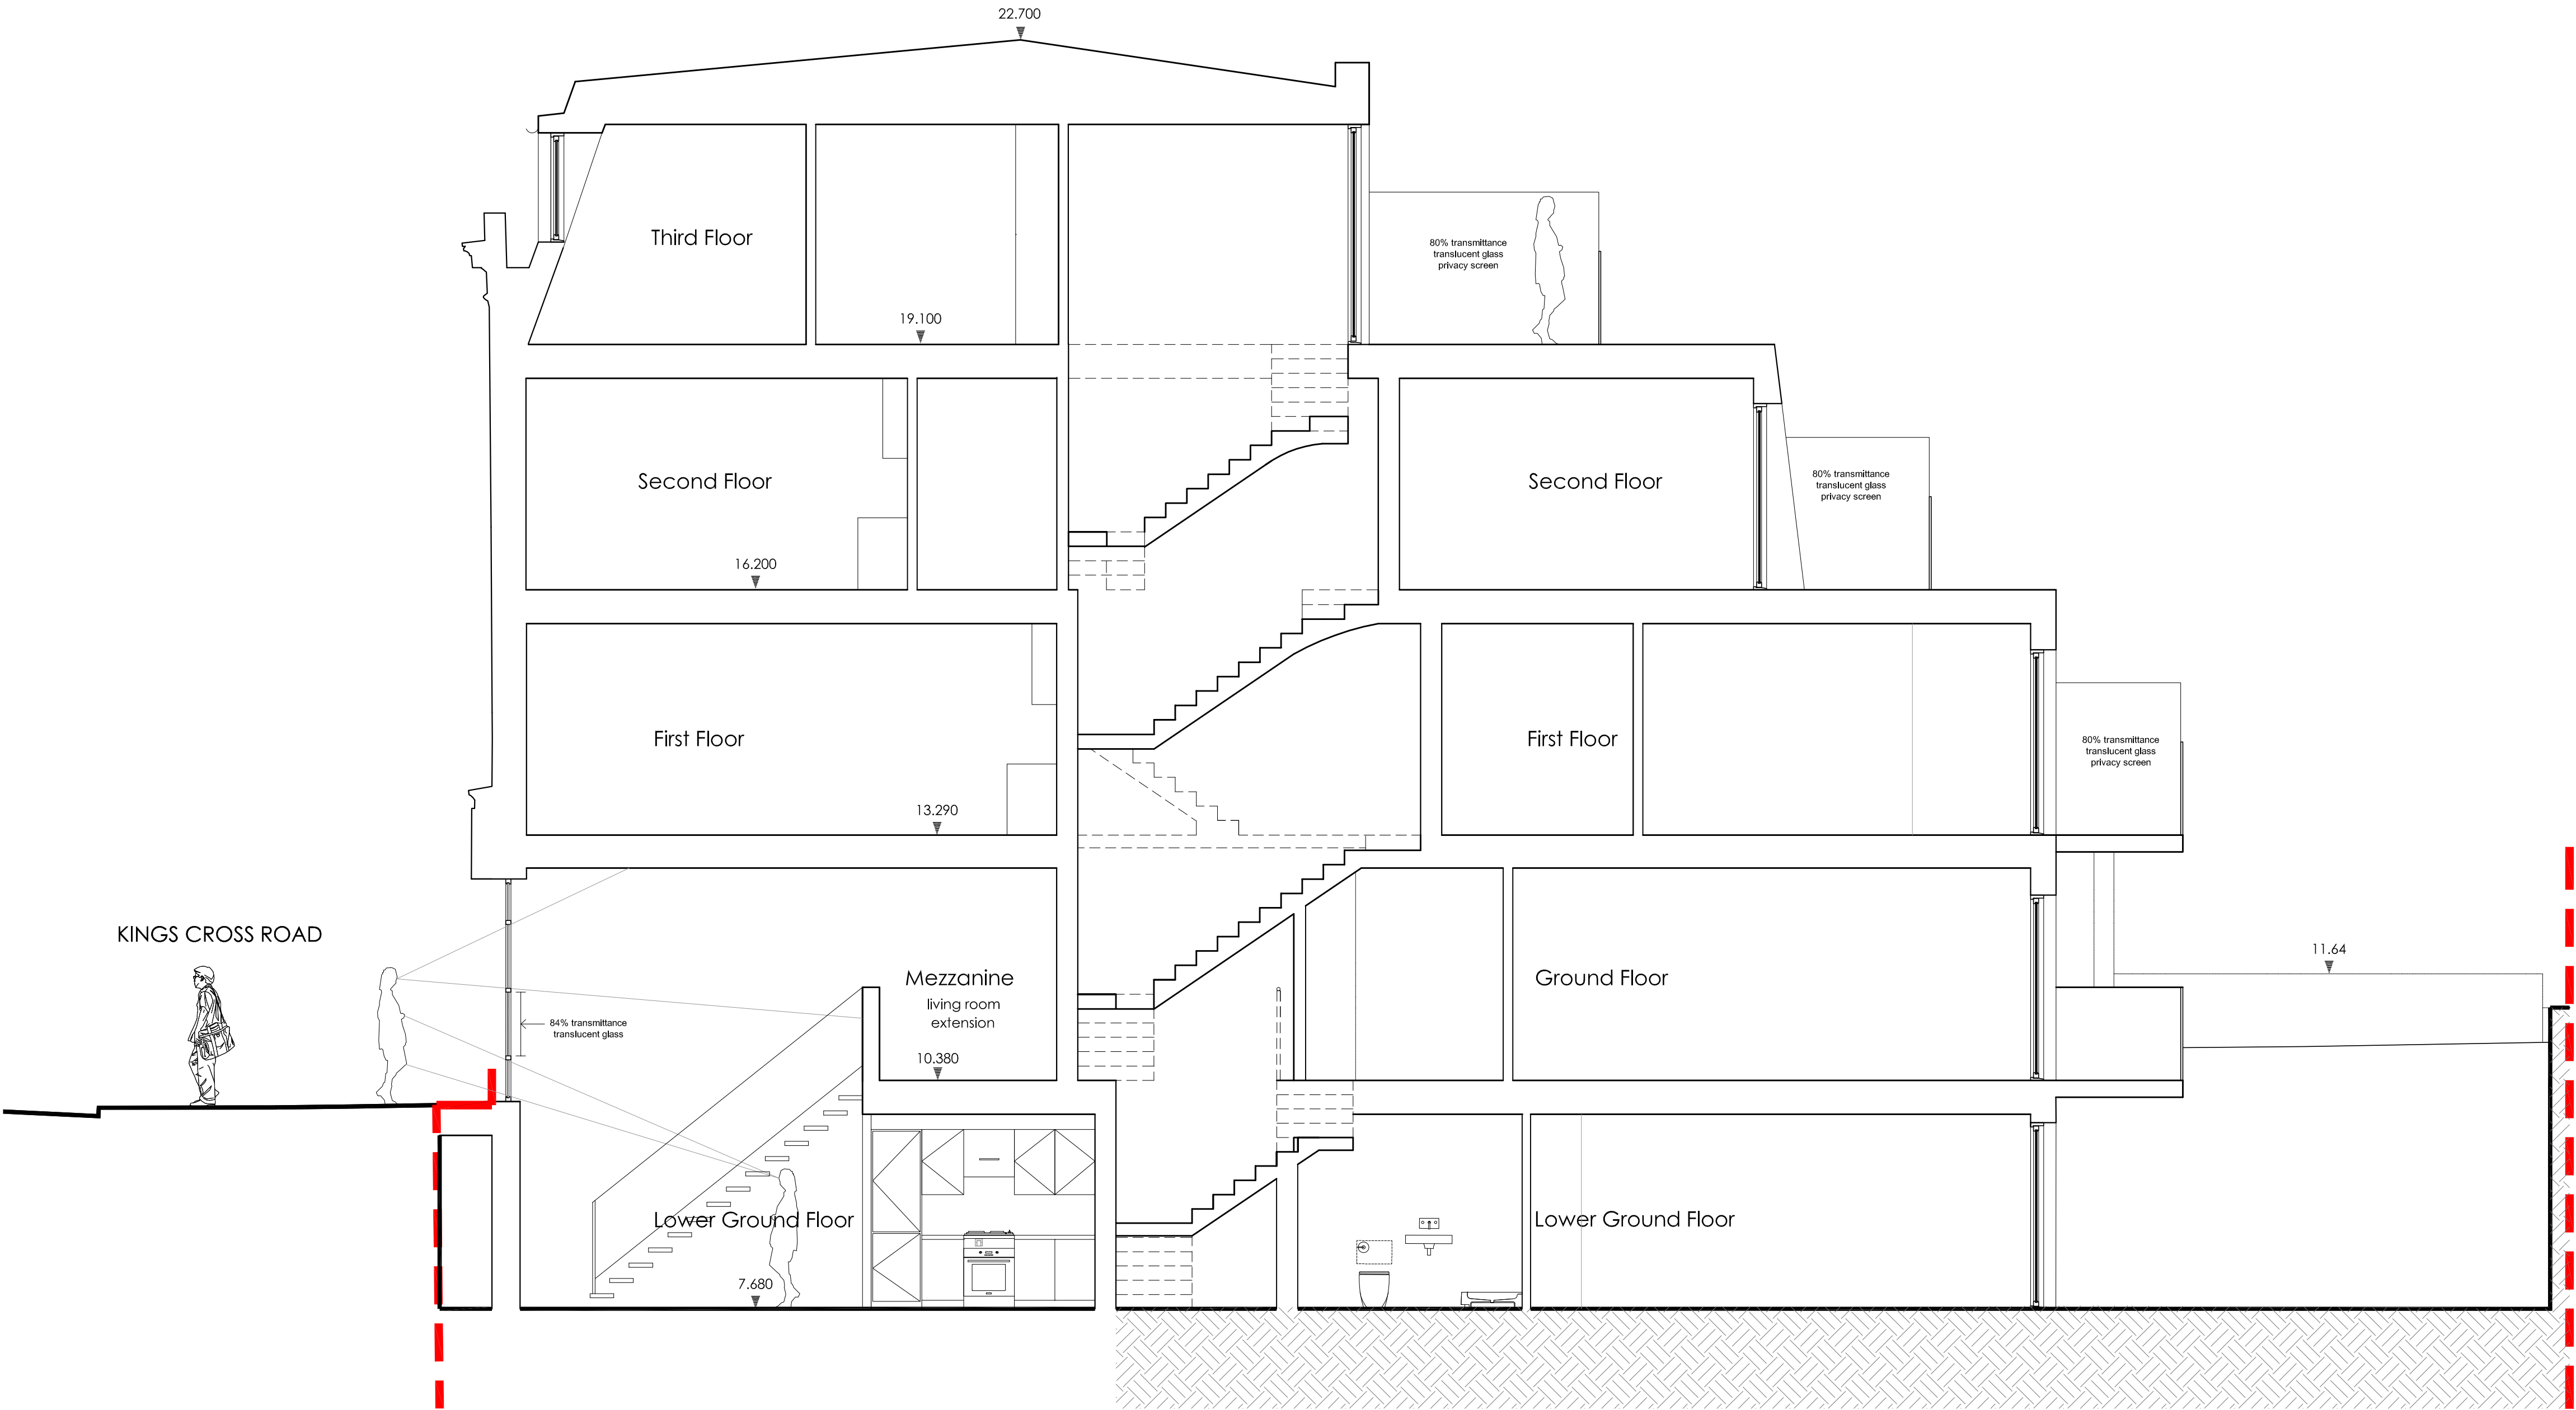 22.700
Third Floor
80% transmittance
translucent glass
privacy screen
19.100
Second Floor
Second Floor
80% transmittance
translucent glass
privacy screen
16.200
First Floor
First Floor
80% transmittance
translucent glass
privacy screen
13.290
KINGS CROSS ROAD
Mezzanine
living room
extension
Ground Floor
11.64
84% transmittance
translucent glass
10.380
Lower Ground Floor
Lower Ground Floor
7.680